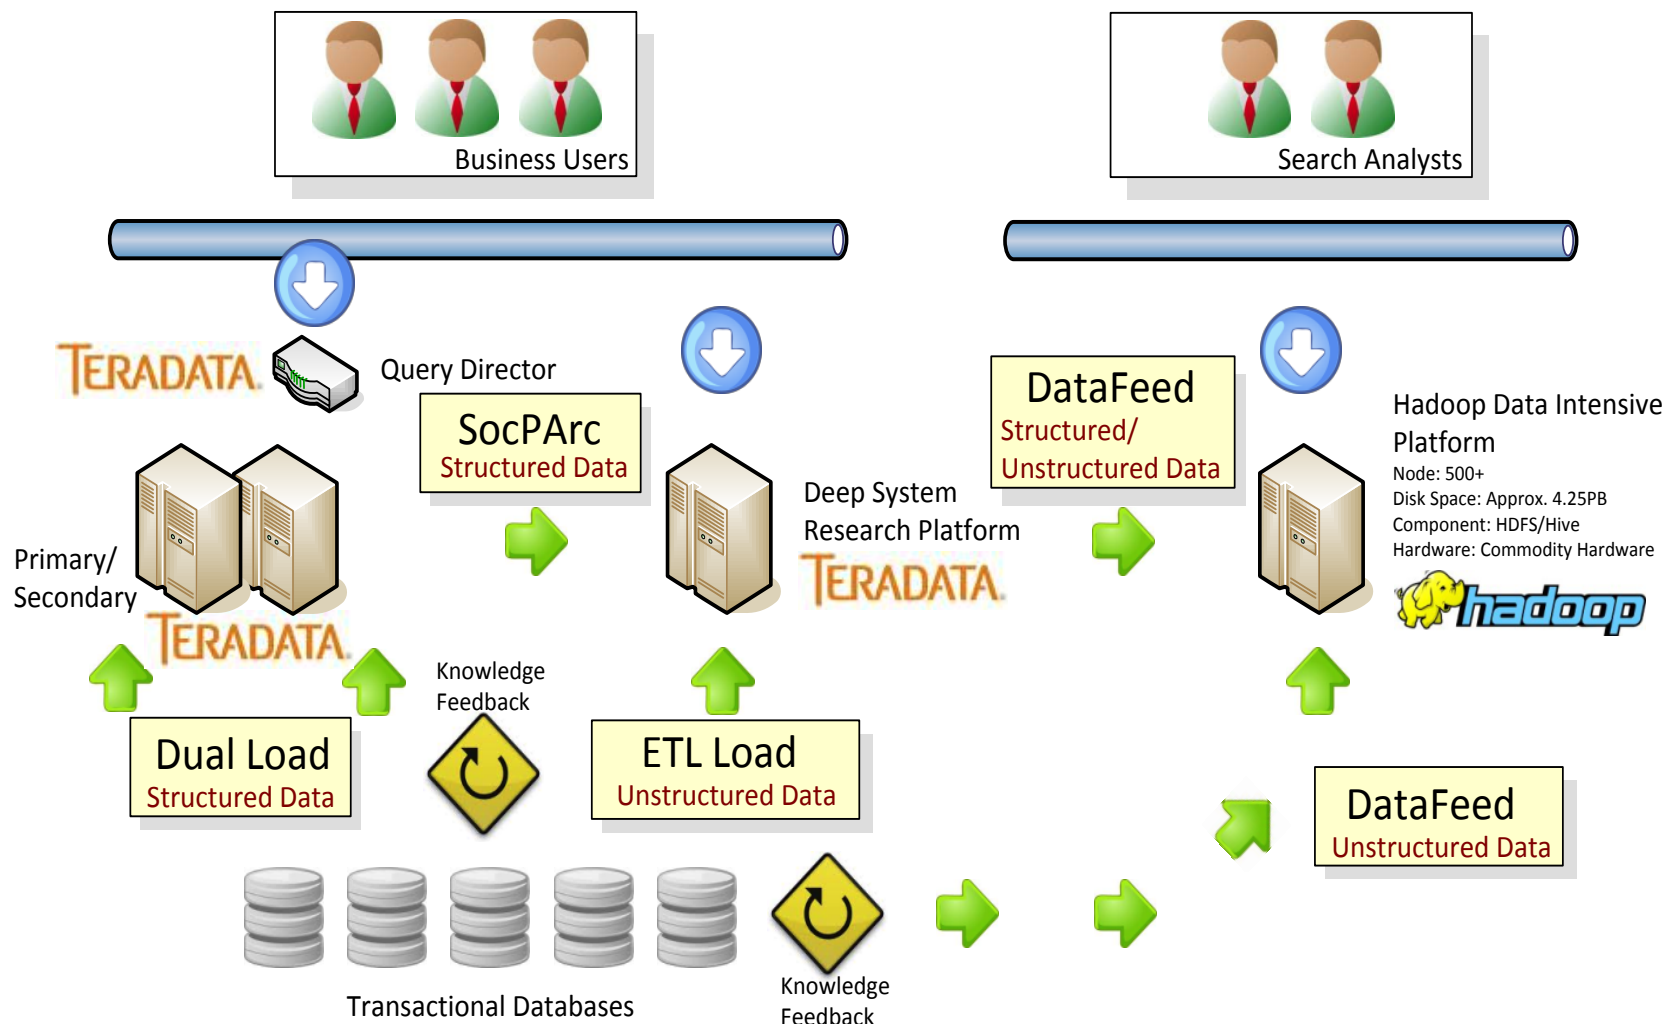 Business Users
Search Analysts
TERADATA.
Query Director
SocPArc
Structured Data
DataFeed
Structured/
Unstructured Data
Hadoop Data Intensive
Platform
Node: 500+
Disk Space: Approx. 4.25PB
Component: HDFS/Hive
Hardware: Commodity Hardware
hadoop
Deep System
Research Platform
TERADATA.
Primary/
Secondary
TERADATA.
Knowledge
Feedback
Dual Load
Structured Data
ETL Load
Unstructured Data
DataFeed
Unstructured Data
Transactional Databases
Knowledge
Feedback